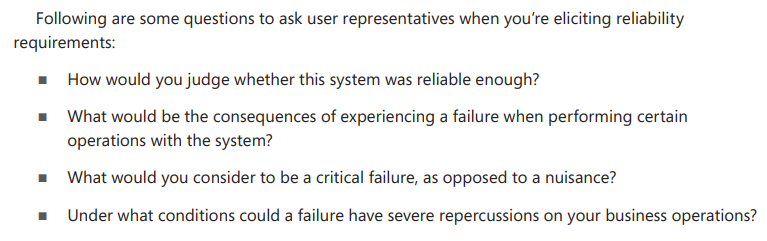 Following are some questions to ask user representatives when you're eliciting reliability
requirements:
■ How would you judge whether this system was reliable enough?
■ What would be the consequences of experiencing a failure when performing certain
operations with the system?
■ What would you consider to be a critical failure, as opposed to a nuisance?
■ Under what conditions could a failure have severe repercussions on your business operations?